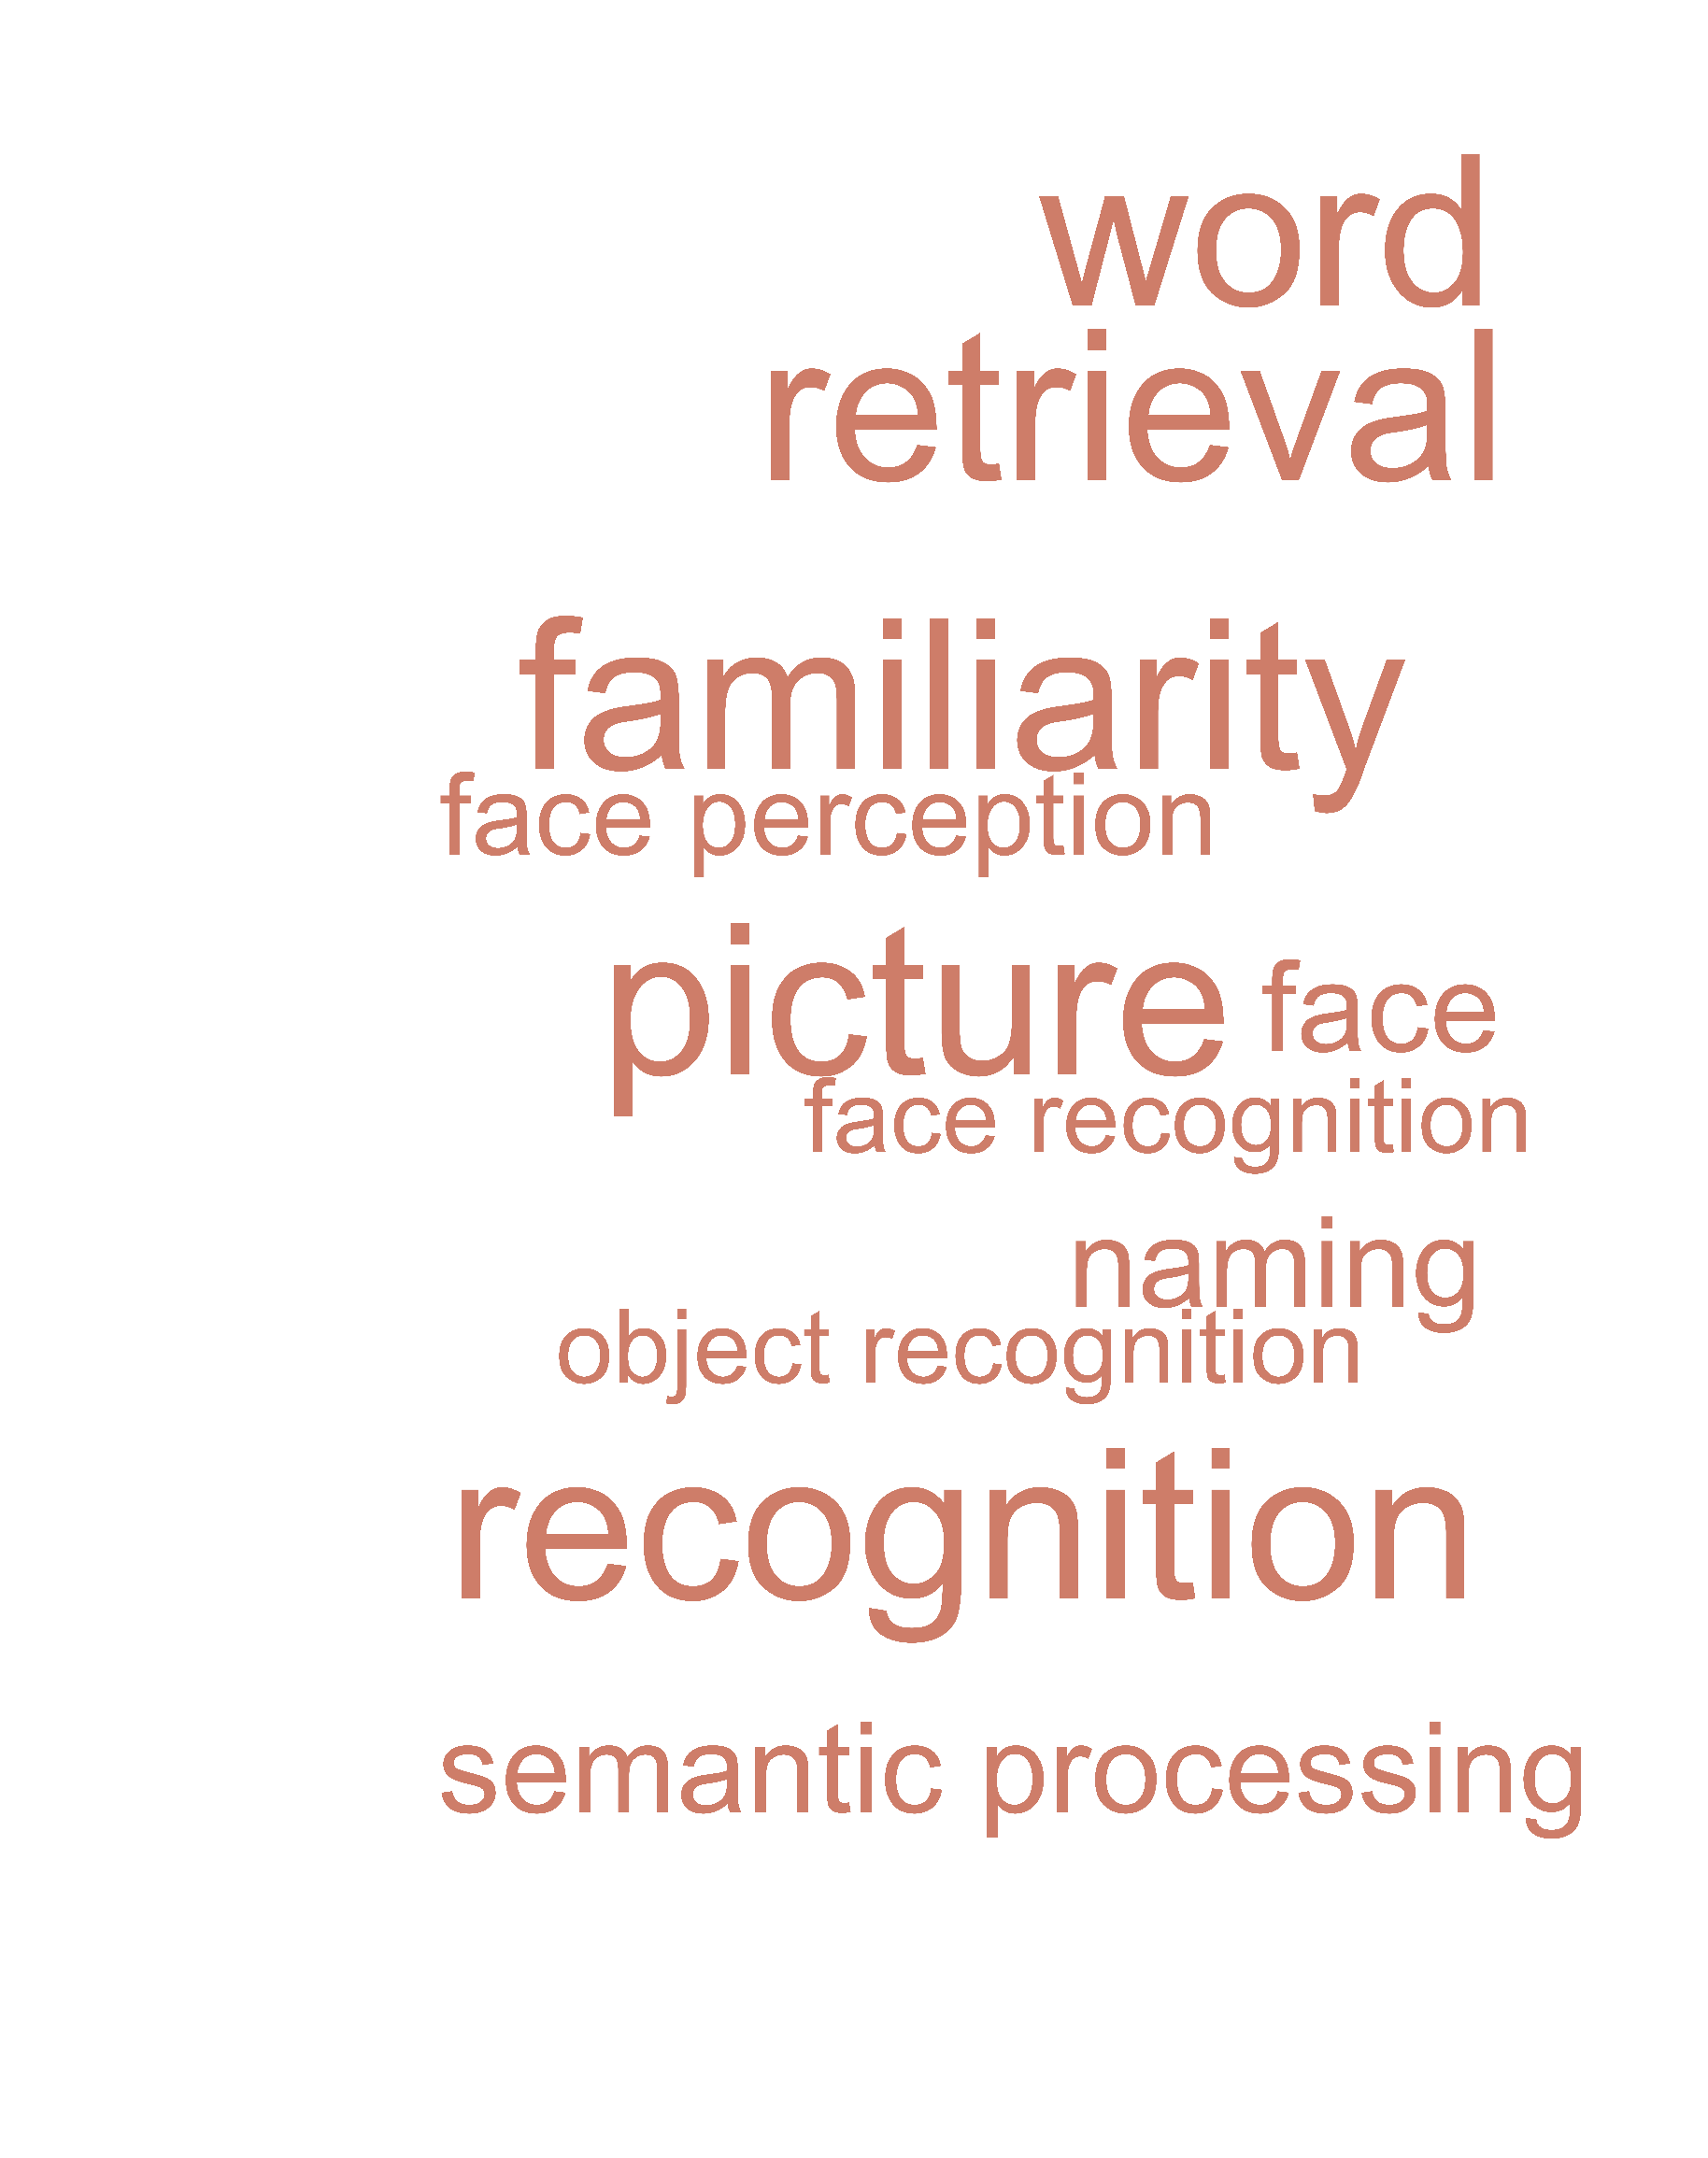 word
retrieval
familiarity
face perception
picture face
face recognition
naming
object recognition
recognition
semantic processing